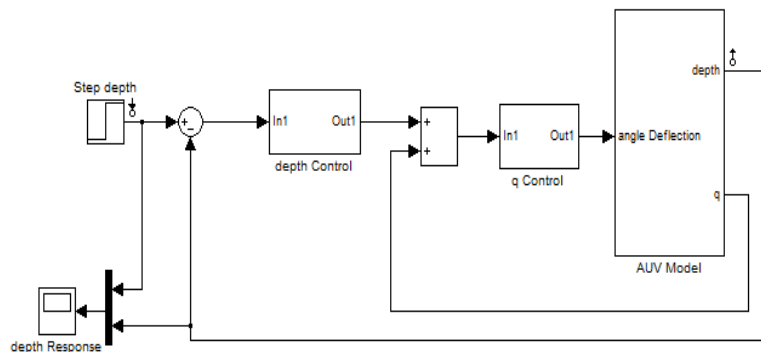 Step depth
+
−
In1
Out1
depth Control
+
+
In1
Out1
q Control
depth
angle Deflection
q
AUV Model
depth Response